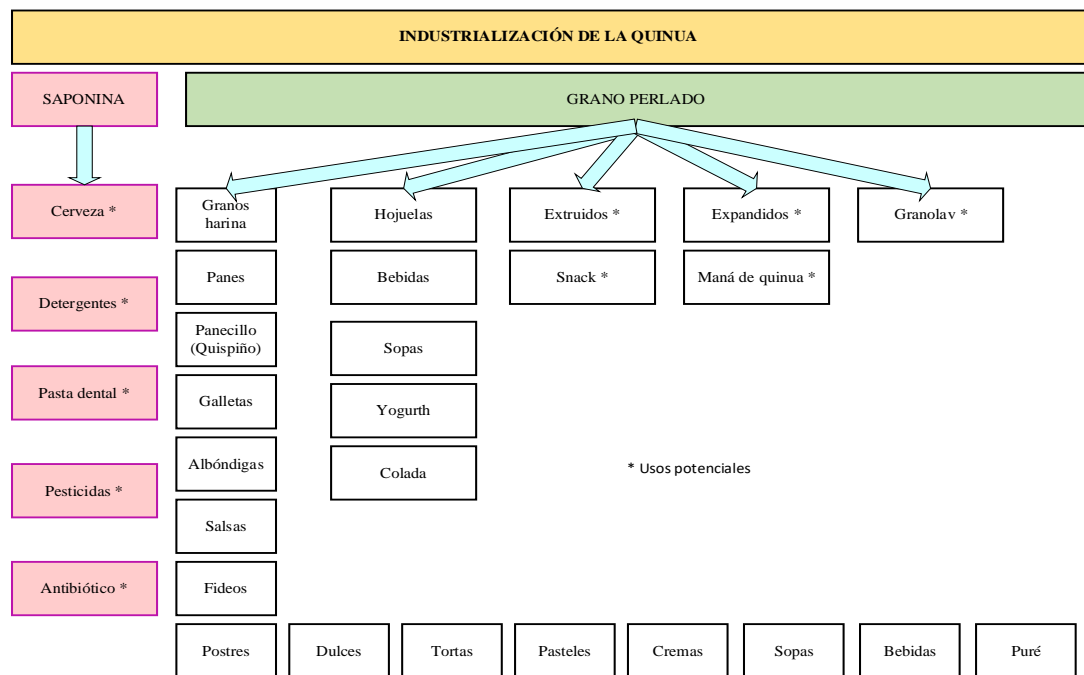 INDUSTRIALIZACIÓN DE LA QUINUA
SAPONINA
GRANO PERLADO
Cerveza *
Granos
harina
Hojuelas
Extruidos *
Expandidos *
Granolav *
Panes
Bebidas
Snack *
Maná de quinua *
Detergentes *
Panecillo
(Quispiño)
Sopas
Pasta dental *
Galletas
Yogurth
Albóndigas
Colada
* Usos potenciales
Pesticidas *
Salsas
Antibiótico *
Fideos
Postres
Dulces
Tortas
Pasteles
Cremas
Sopas
Bebidas
Puré